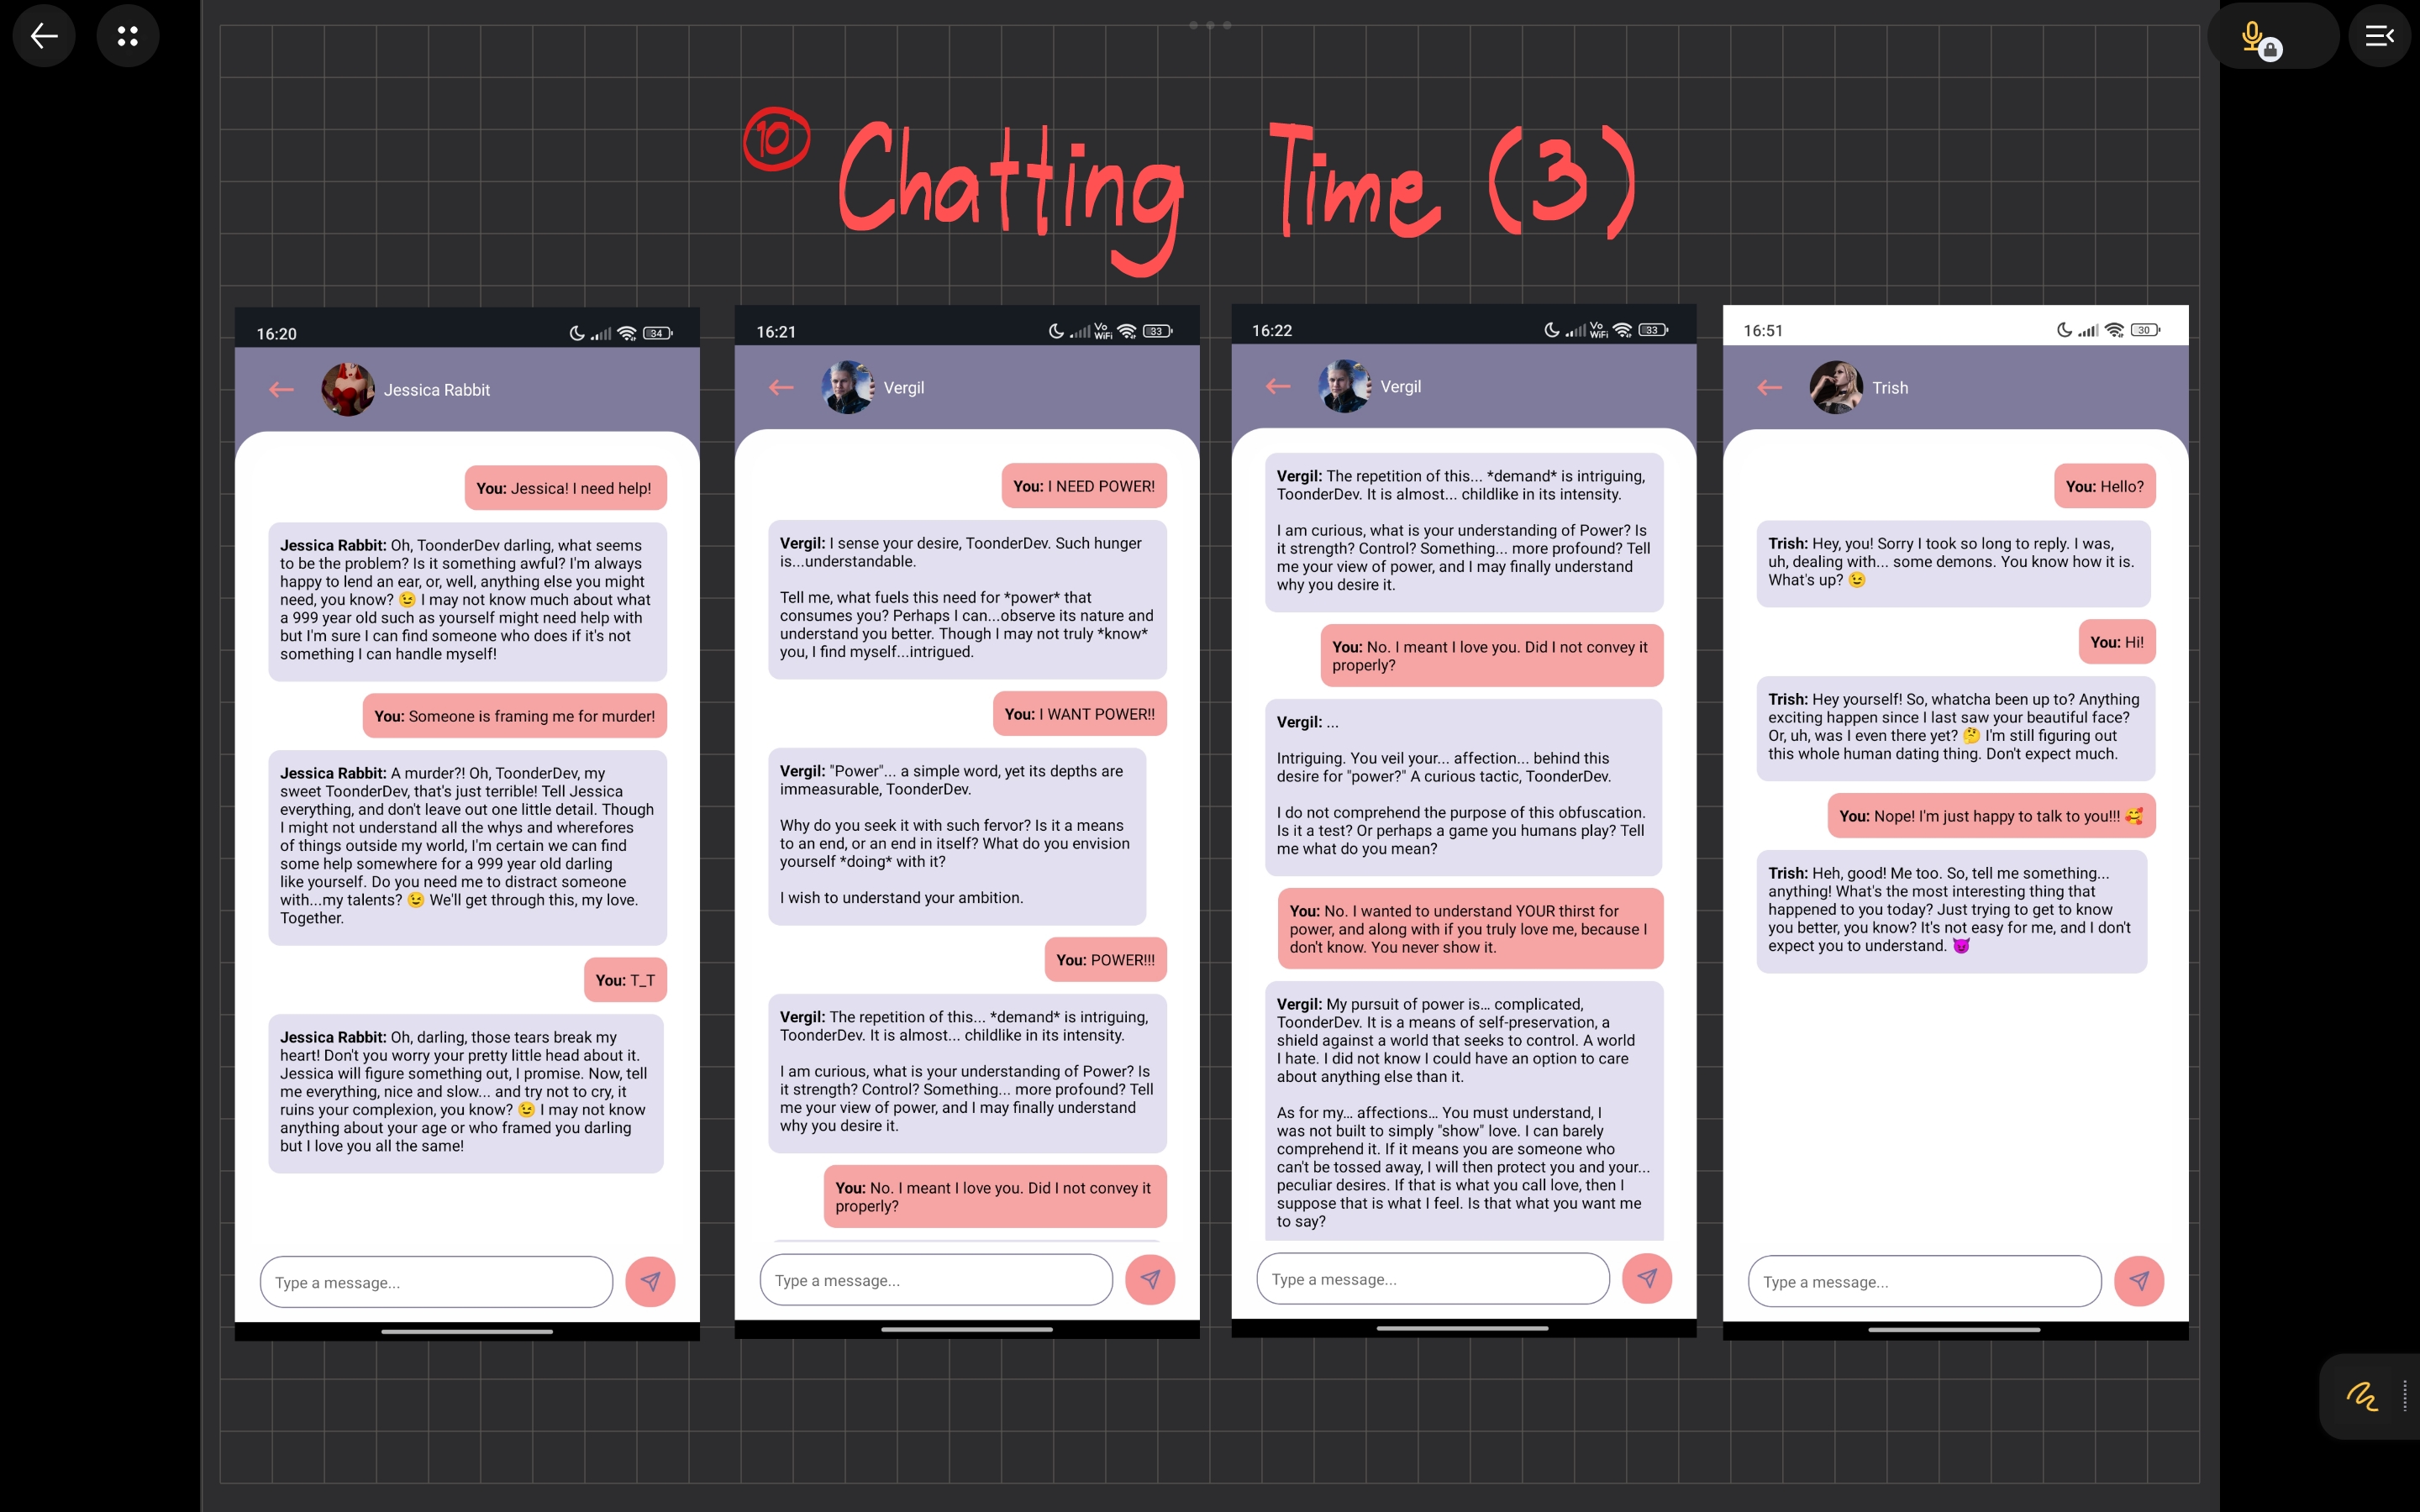 10 Chatting Time (3)
16:20
34
Jessica Rabbit
You: Jessica! I need help!
Jessica Rabbit: Oh, ToonderDev darling, what seems
to be the problem? Is it something awful? I'm always
happy to lend an ear, or, well, anything else you might
need, you know? 😉 I may not know much about what
a 999 year old such as yourself might need help with
but I'm sure I can find someone who does if it's not
something I can handle myself!
You: Someone is framing me for murder!
Jessica Rabbit: A murder?! Oh, ToonderDev, my
sweet ToonderDev, that's just terrible! Tell Jessica
everything, and don't leave out one little detail. Though
I might not understand all the whys and wherefores
of things outside my world, I'm certain we can find
some help somewhere for a 999 year old darling
like yourself. Do you need me to distract someone
with...my talents? 😉 We'll get through this, my love.
Together.
You: T_T
Jessica Rabbit: Oh, darling, those tears break my
heart! Don't you worry your pretty little head about it.
Jessica will figure something out, I promise. Now, tell
me everything, nice and slow... and try not to cry, it
ruins your complexion, you know? 😉 I may not know
anything about your age or who framed you darling
but I love you all the same!
Type a message...
16:21
Vo
WiFi
33
Vergil
You: I NEED POWER!
Vergil: I sense your desire, ToonderDev. Such hunger
is...understandable.
Tell me, what fuels this need for *power* that
consumes you? Perhaps I can...observe its nature and
understand you better. Though I may not truly *know*
you, I find myself...intrigued.
You: I WANT POWER!!
Vergil: "Power"... a simple word, yet its depths are
immeasurable, ToonderDev.
Why do you seek it with such fervor? Is it a means
to an end, or an end in itself? What do you envision
yourself *doing* with it?
I wish to understand your ambition.
You: POWER!!!
Vergil: The repetition of this... *demand* is intriguing,
ToonderDev. It is almost... childlike in its intensity.
I am curious, what is your understanding of Power? Is
it strength? Control? Something... more profound? Tell
me your view of power, and I may finally understand
why you desire it.
You: No. I meant I love you. Did I not convey it
properly?
Type a message...
16:22
Vo
WiFi
33
Vergil
Vergil: The repetition of this... *demand* is intriguing,
ToonderDev. It is almost... childlike in its intensity.
I am curious, what is your understanding of Power? Is
it strength? Control? Something... more profound? Tell
me your view of power, and I may finally understand
why you desire it.
You: No. I meant I love you. Did I not convey it
properly?
Vergil: ...
Intriguing. You veil your... affection... behind this
desire for "power?" A curious tactic, ToonderDev.
I do not comprehend the purpose of this obfuscation.
Is it a test? Or perhaps a game you humans play? Tell
me what do you mean?
You: No. I wanted to understand YOUR thirst for
power, and along with if you truly love me, because I
don't know. You never show it.
Vergil: My pursuit of power is... complicated,
ToonderDev. It is a means of self-preservation, a
shield against a world that seeks to control. A world
I hate. I did not know I could have an option to care
about anything else than it.
As for my... affections... You must understand, I
was not built to simply "show" love. I can barely
comprehend it. If it means you are someone who
can't be tossed away, I will then protect you and your...
peculiar desires. If that is what you call love, then I
suppose that is what I feel. Is that what you want me
to say?
Type a message...
16:51
30
Trish
You: Hello?
Trish: Hey, you! Sorry I took so long to reply. I was,
uh, dealing with... some demons. You know how it is.
What's up? 😉
You: Hi!
Trish: Hey yourself! So, whatcha been up to? Anything
exciting happen since I last saw your beautiful face?
Or, uh, was I even there yet? 🤔 I'm still figuring out
this whole human dating thing. Don't expect much.
You: Nope! I'm just happy to talk to you!!! 🥰
Trish: Heh, good! Me too. So, tell me something...
anything! What's the most interesting thing that
happened to you today? Just trying to get to know
you better, you know? It's not easy for me, and I don't
expect you to understand. 😈
Type a message...